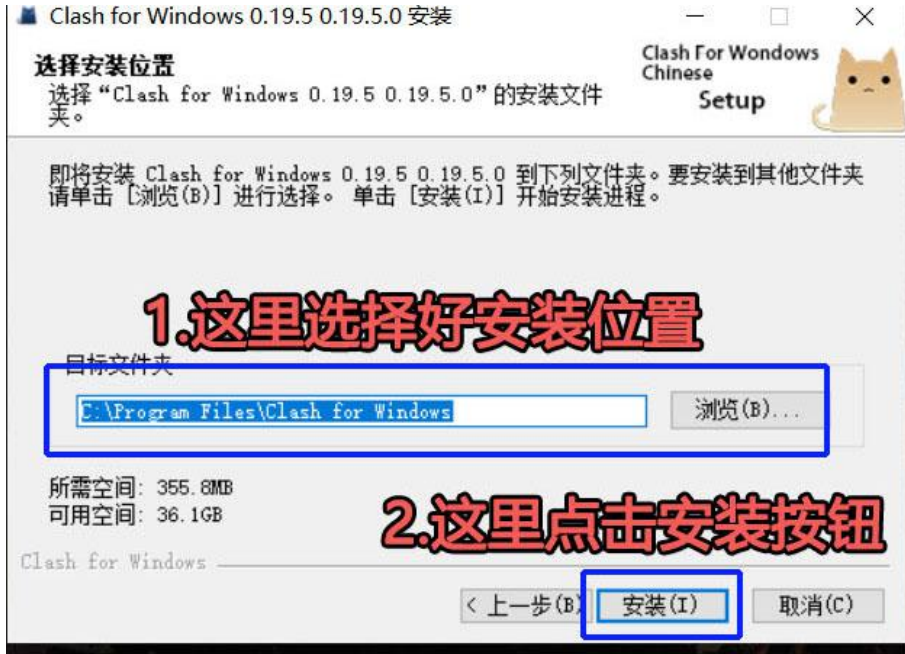 Clash for Windows 0.19.5 0.19.5.0 安装
选择安装位置
选择“Clash for Windows 0.19.5 0.19.5.0”的安装文件
夹。
Clash For Wondows
Chinese
Setup
即将安装 Clash for Windows 0.19.5 0.19.5.0 到下列文件夹。要安装到其他文件夹
请单击 [浏览(B)] 进行选择。 单击 [安装(I)] 开始安装进程。
1.这里选择好安装位置
目标文件夹
C:\Program Files\Clash for Windows
浏览(B)...
所需空间: 355.8MB
可用空间: 36.1GB
2.这里点击安装按钮
Clash for Windows
< 上一步(B)
安装(I)
取消(C)